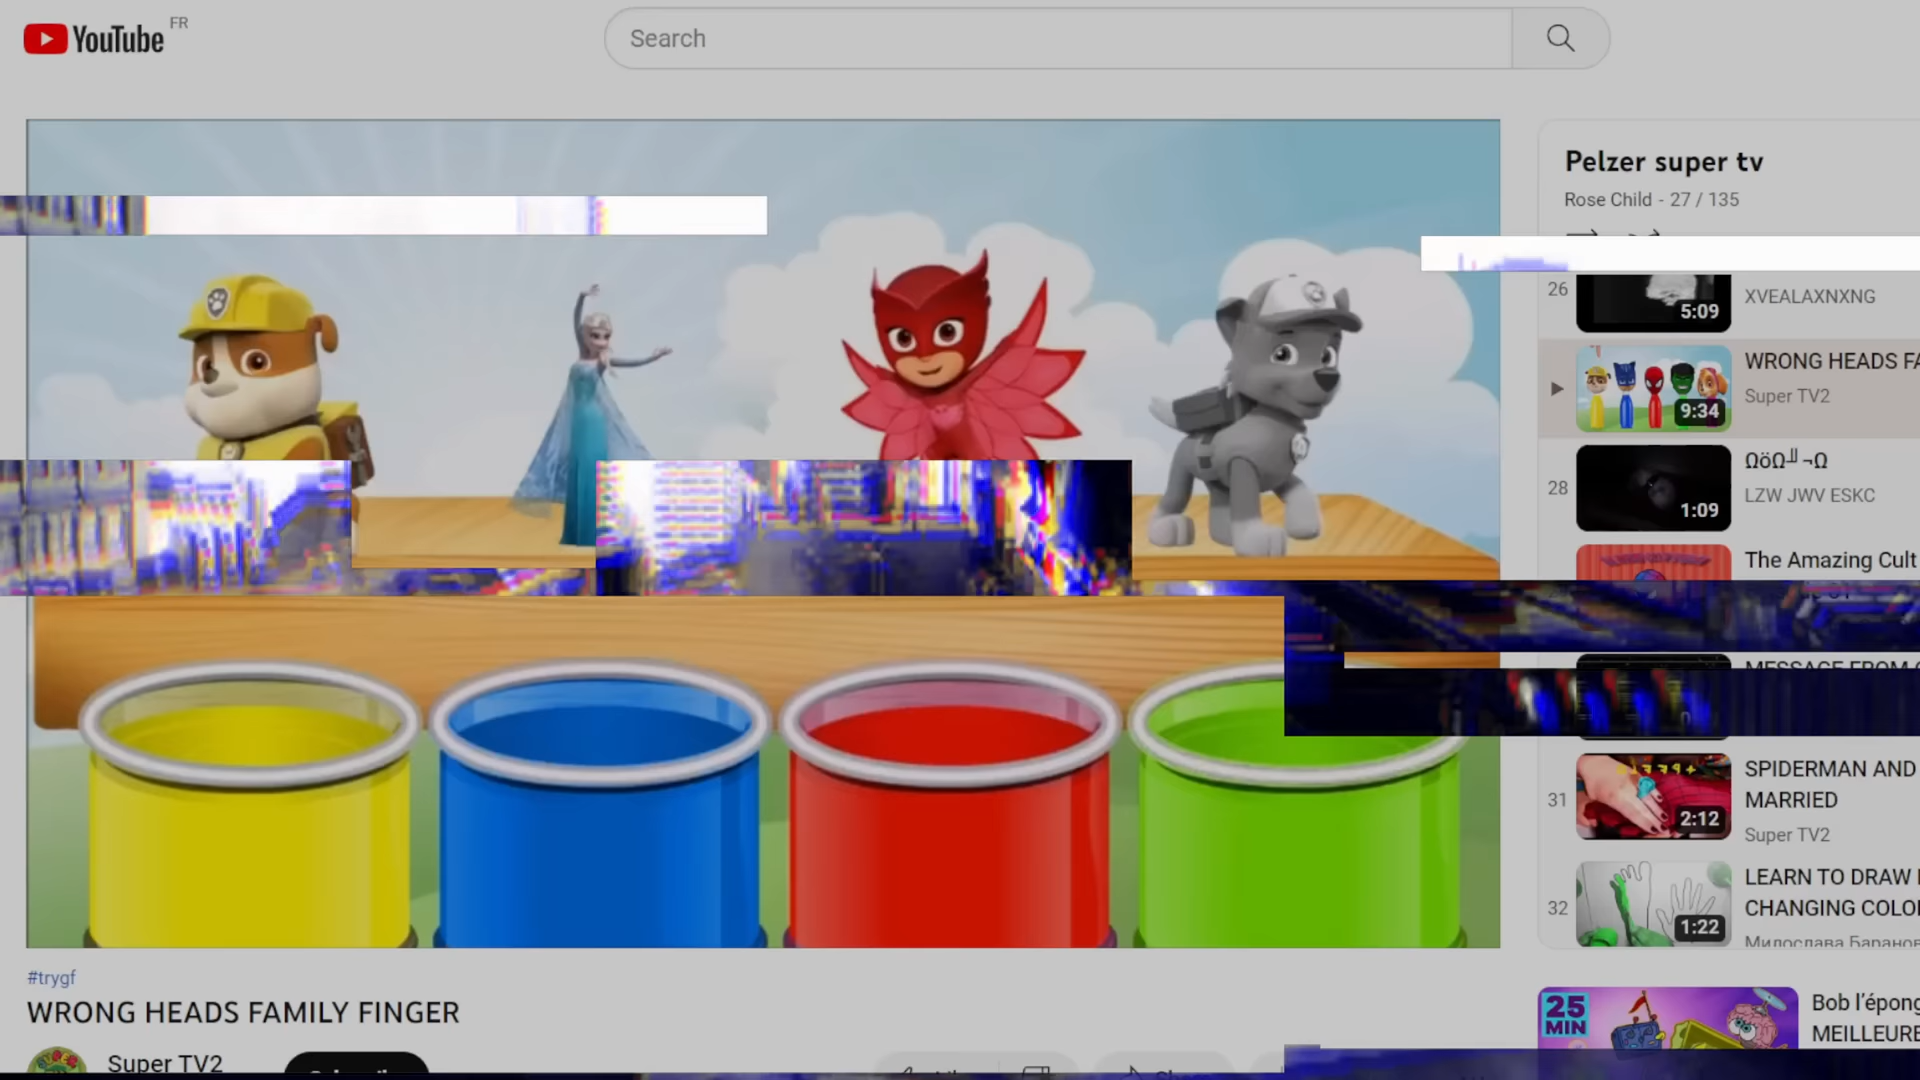 YouTube FR
Search
Pelzer super tv
Rose Child - 27 / 135
26
5:09
XVEALAXNXNG
WRONG HEADS FA
Super TV2
9:34
28
ΩöΩ╝¬Ω
LZW JWV ESKC
1:09
The Amazing Cult
MESSAGE FROM
31
SPIDERMAN AND
MARRIED
Super TV2
2:12
32
LEARN TO DRAW
CHANGING COLO
Милослава Баранов
1:22
#trygf
WRONG HEADS FAMILY FINGER
Super TV2
25
MIN
Bob l'épong
MEILLEURE